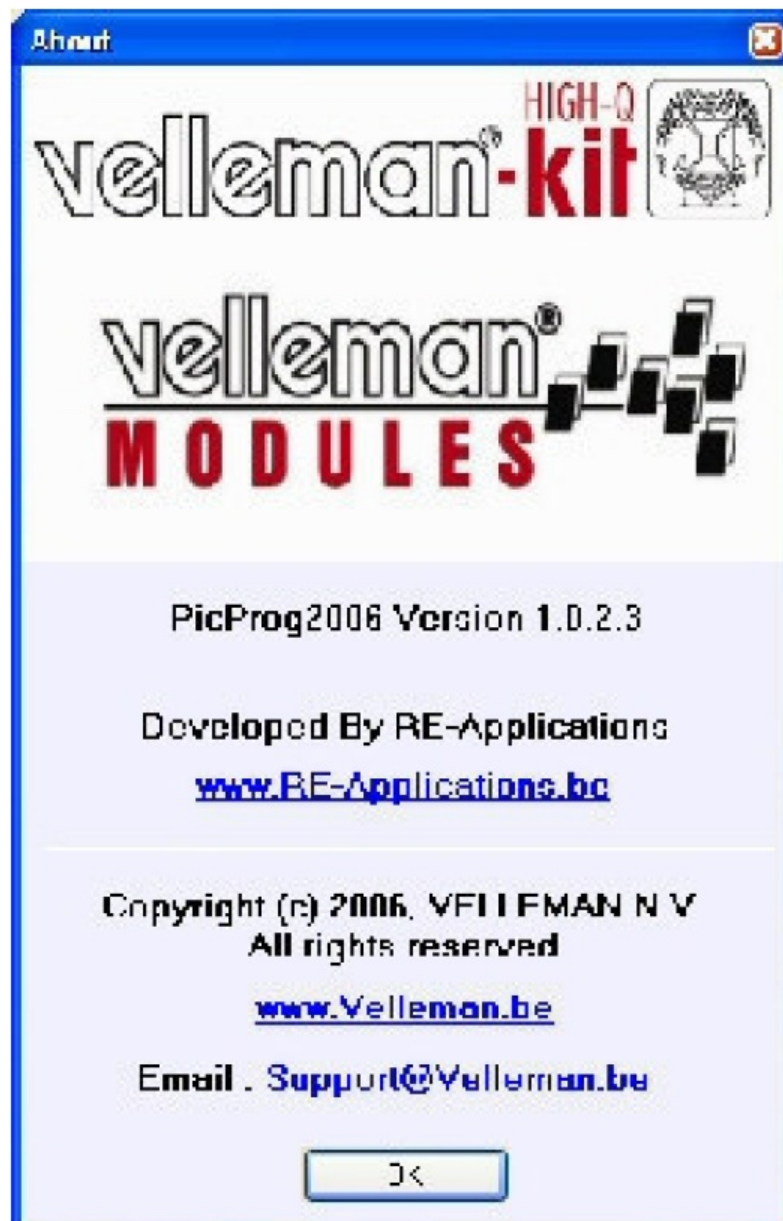 About
velleman®-kit
HIGH-Q
velleman®
MODULES
PicProg2006 Version 1.0.2.3
Developed By RE-Applications
www.RE-Applications.be
Copyright (c) 2006, VELLEMAN N.V.
All rights reserved
www.Velleman.be
Email : Support@Velleman.be
OK